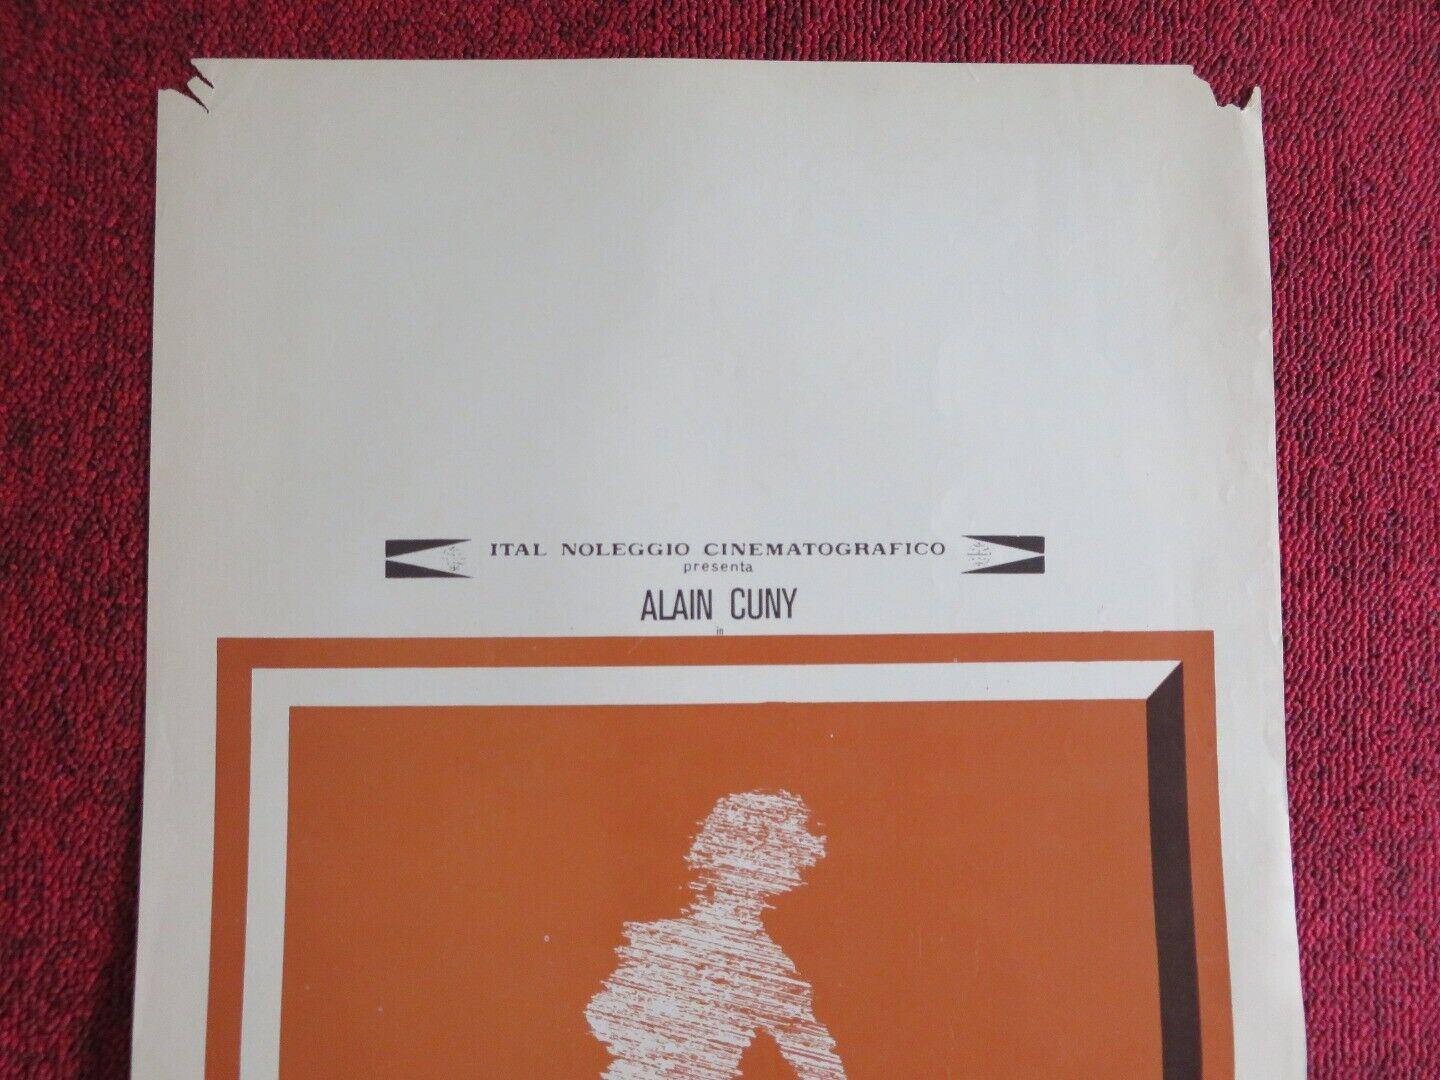 ITAL NOLEGGIO CINEMATOGRAFICO
presenta
ALAIN CUNY
in